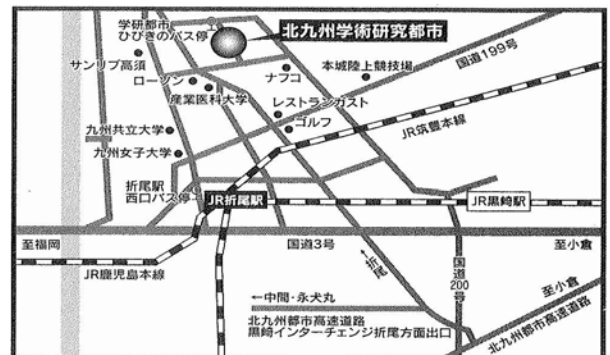 学研都市
ひびきのバス停
北九州学術研究都市
サンリブ高須
ローソン
産業医科大学
ナフコ
本城陸上競技場
国道199号
レストランガスト
ゴルフ
九州共立大学
九州女子大学
JR筑豊本線
折尾駅
西口バス停
JR折尾駅
JR黒崎駅
至福岡
国道3号
至小倉
JR鹿児島本線
←折尾
国道200号
至小倉
←中間・永犬丸
北九州都市高速道路
黒崎インターチェンジ折尾方面出口
北九州都市高速道路